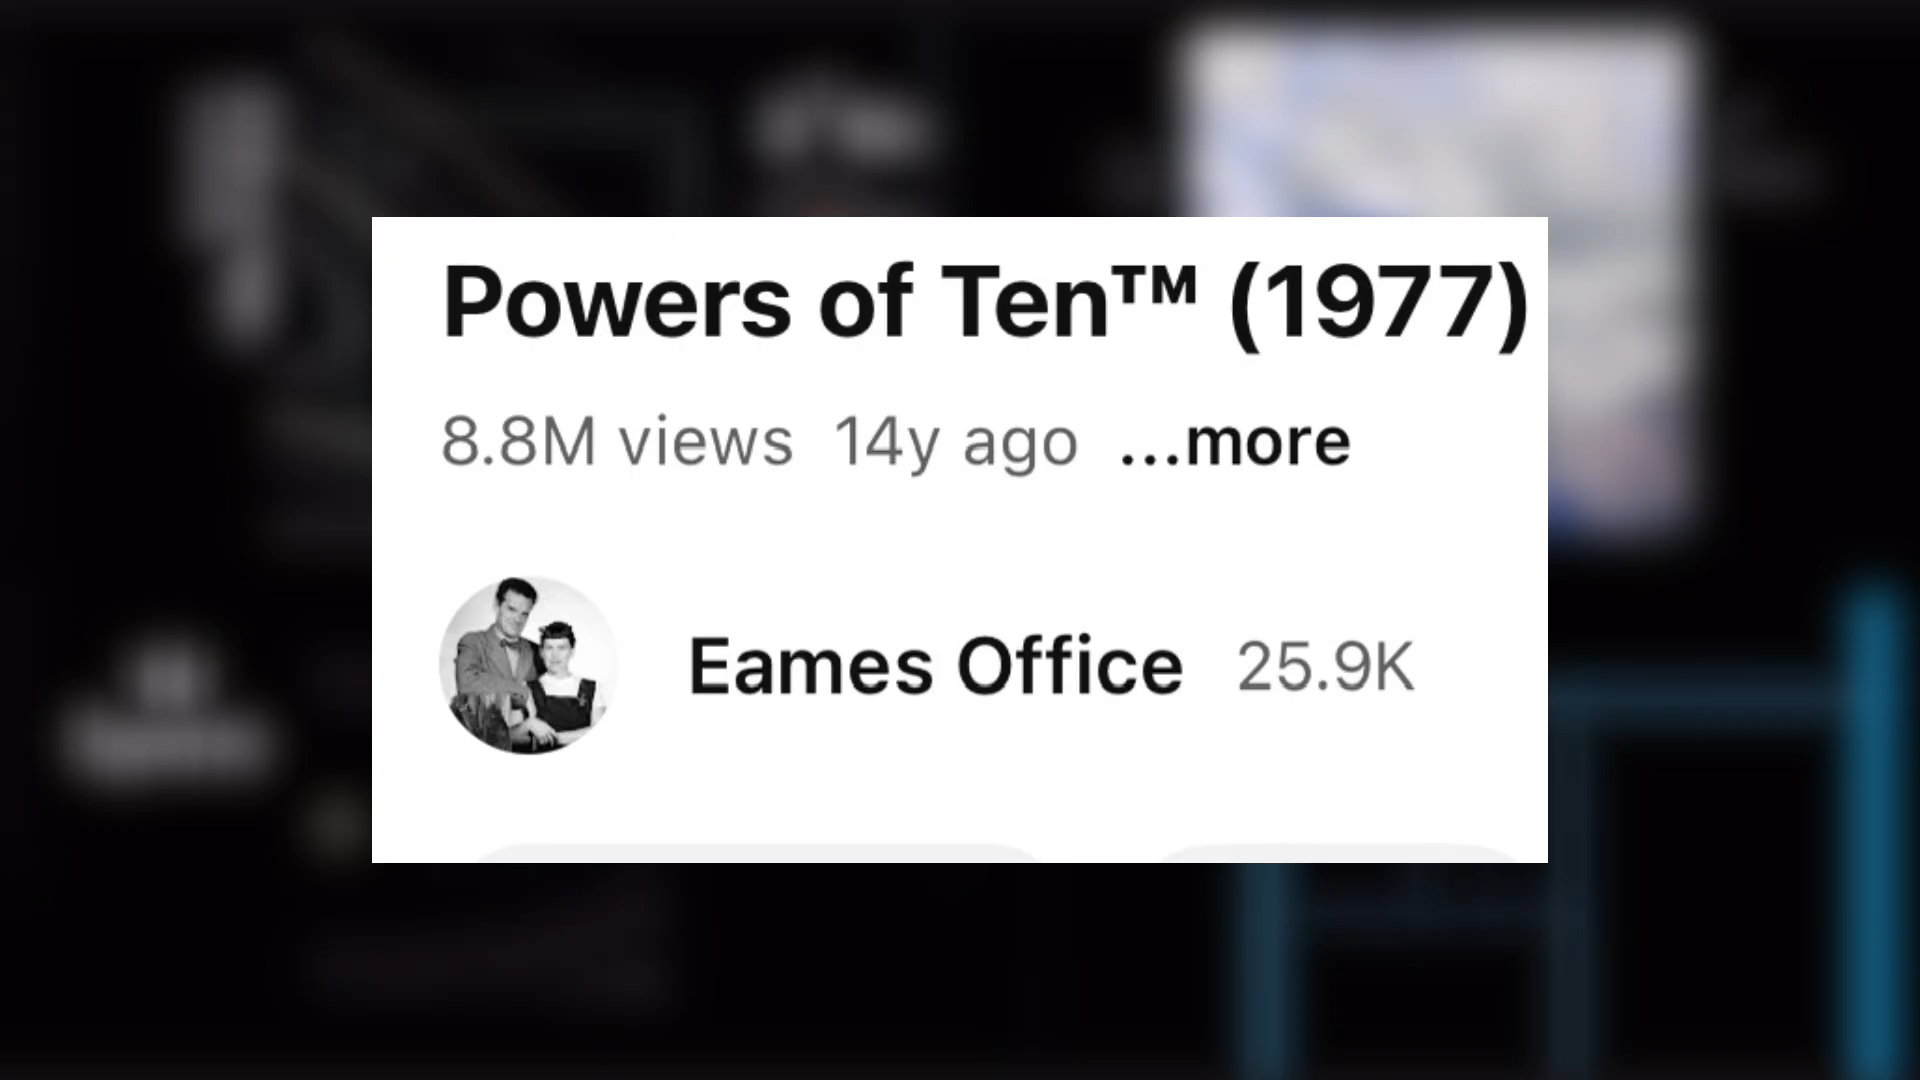 Powers of Ten™ (1977)
8.8M views 14y ago ...more
Eames Office 25.9K